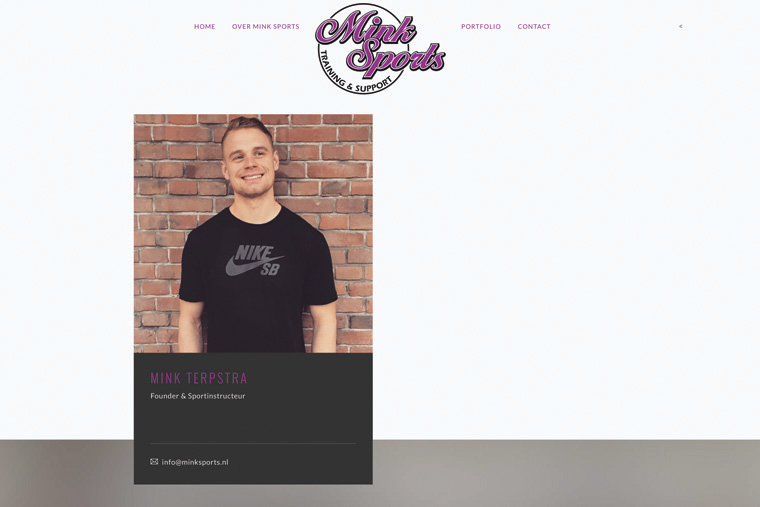 HOME OVER MINK SPORTS PORTFOLIO CONTACT <
Mink
Sports
TRAINING & SUPPORT
NIKE
SB
MINK TERPSTRA
Founder & Sportinstructeur
info@minksports.nl